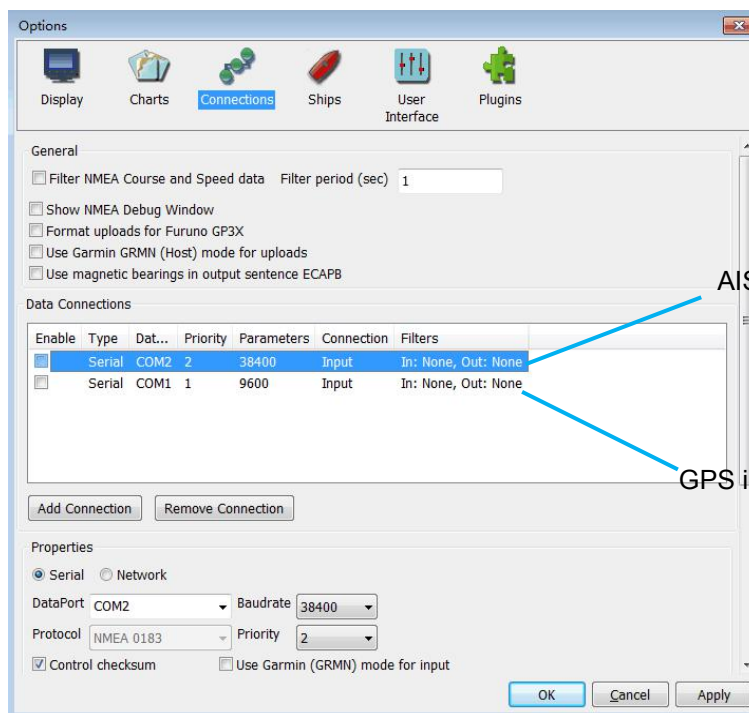 Options
Display Charts Connections Ships User Interface Plugins
General
Filter NMEA Course and Speed data Filter period (sec) 1
Show NMEA Debug Window
Format uploads for Furuno GP3X
Use Garmin GRMN (Host) mode for uploads
Use magnetic bearings in output sentence ECAPB
AIS
Data Connections
Enable Type Dat... Priority Parameters Connection Filters
Serial COM2 2 38400 Input In: None, Out: None
Serial COM1 1 9600 Input In: None, Out: None
GPS i
Add Connection Remove Connection
Properties
Serial Network
DataPort COM2 Baudrate 38400
Protocol NMEA 0183 Priority 2
Control checksum Use Garmin (GRMN) mode for input
OK Cancel Apply